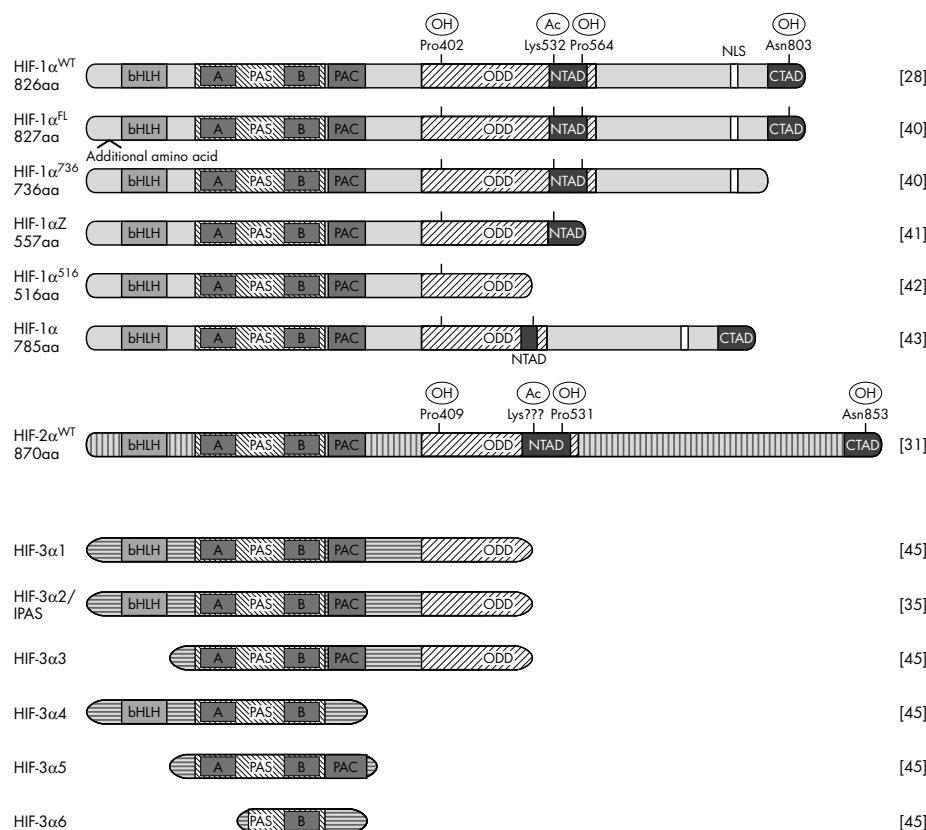 OH Ac OH OH
Pro402 Lys532 Pro564 NLS Asn803
HIF-1α^WT
826aa
bHLH A PAS B PAC ODD NTAD CTAD [28]
HIF-1α^FL
827aa
bHLH A PAS B PAC ODD NTAD CTAD [40]
Additional amino acid
HIF-1α^736
736aa
bHLH A PAS B PAC ODD NTAD [40]
HIF-1αZ
557aa
bHLH A PAS B PAC ODD NTAD [41]
HIF-1α^516
516aa
bHLH A PAS B PAC ODD [42]
HIF-1α
785aa
bHLH A PAS B PAC ODD CTAD [43]
NTAD
OH Ac OH OH
Pro409 Lys??? Pro531 Asn853
HIF-2α^WT
870aa
bHLH A PAS B PAC ODD NTAD CTAD [31]
HIF-3α1 bHLH A PAS B PAC ODD [45]
HIF-3α2/
IPAS
bHLH A PAS B PAC ODD [35]
HIF-3α3 A PAS B PAC ODD [45]
HIF-3α4 bHLH A PAS B [45]
HIF-3α5 A PAS B PAC [45]
HIF-3α6 PAS B [45]